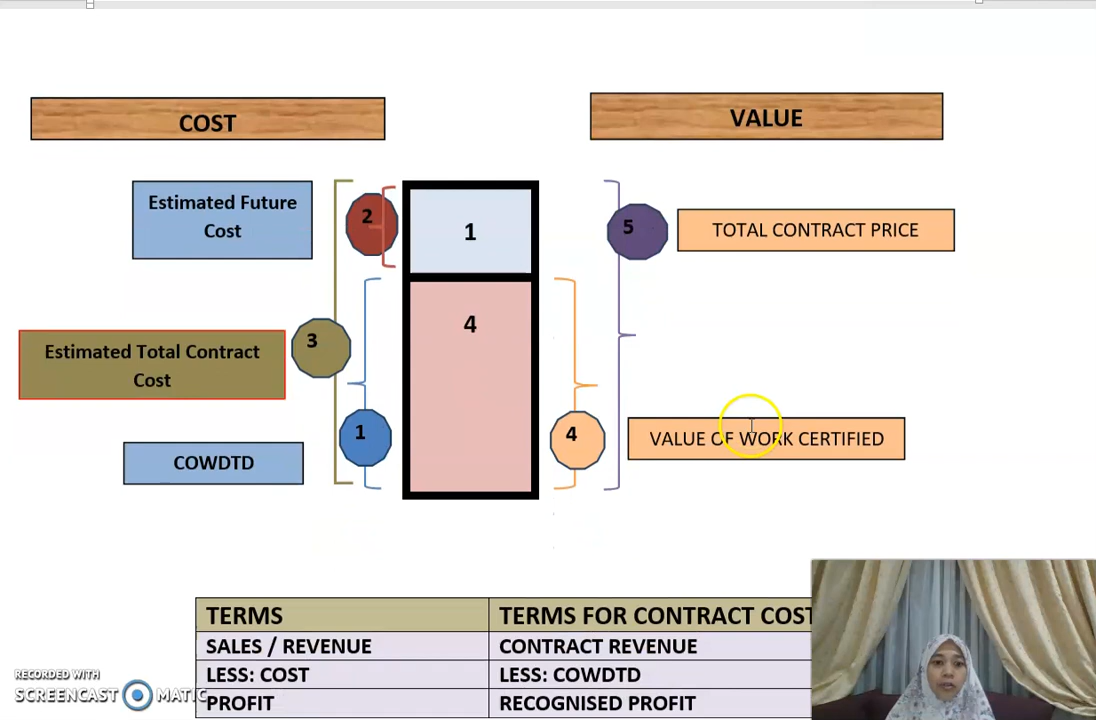 COST
VALUE
Estimated Future
Cost
2
1
5
TOTAL CONTRACT PRICE
4
Estimated Total Contract
Cost
3
1
4
VALUE OF WORK CERTIFIED
COWDTD
TERMS
TERMS FOR CONTRACT COST
SALES / REVENUE
CONTRACT REVENUE
LESS: COST
LESS: COWDTD
PROFIT
RECOGNISED PROFIT
RECORDED WITH
SCREENCAST MATIC